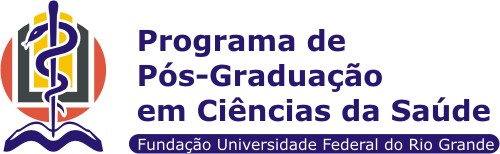 Programa de
Pós-Graduação
em Ciências da Saúde
Fundação Universidade Federal do Rio Grande